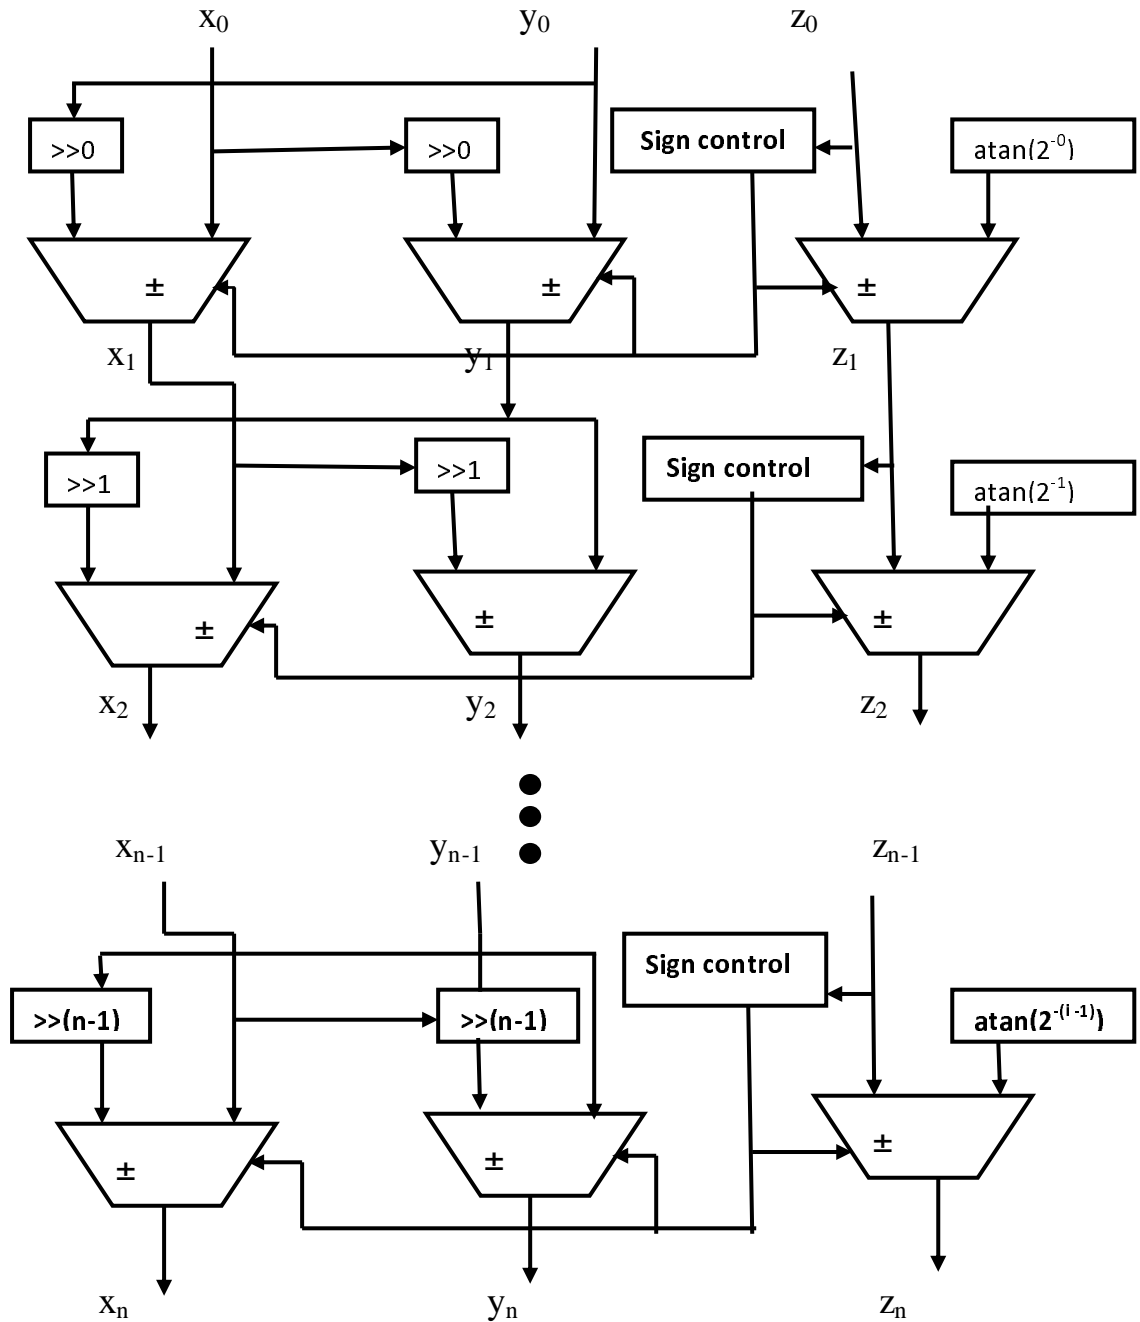 x₀ y₀ z₀
>>0 >>0 Sign control atan(2⁻⁰)
± ± ±
x₁ y₁ z₁
>>1 >>1 Sign control atan(2⁻¹)
± ± ±
x₂ y₂ z₂
xₙ₋₁ yₙ₋₁ zₙ₋₁
>>(n-1) >>(n-1) Sign control atan(2⁻⁽ⁱ⁻¹⁾)
± ± ±
xₙ yₙ zₙ